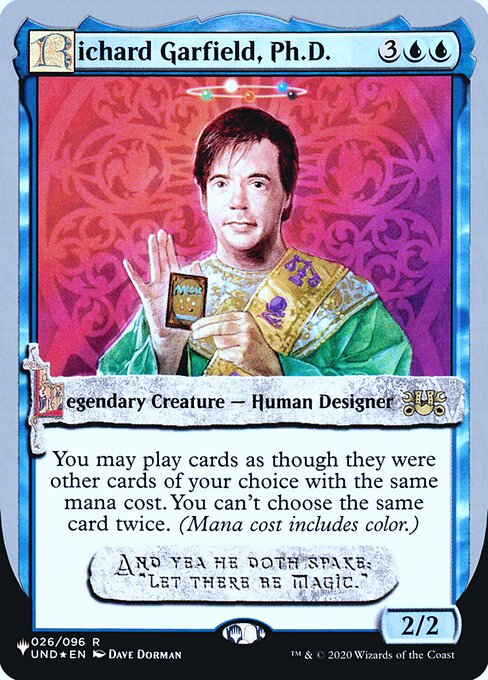 Richard Garfield, Ph.D. 3
MAGIC
Legendary Creature — Human Designer
You may play cards as though they were
other cards of your choice with the same
mana cost. You can't choose the same
card twice. (Mana cost includes color.)
AND YEA HE DOTH SPAKE:
"LET THERE BE MAGIC."
2/2
026/096 R
UND★EN DAVE DORMAN
™ & © 2020 Wizards of the Coast